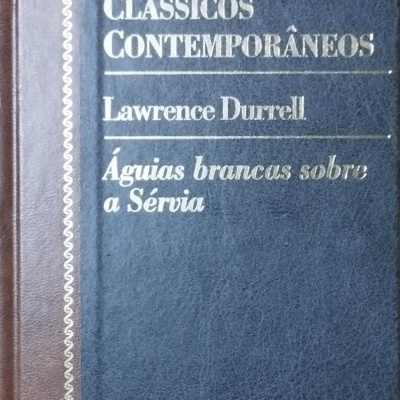 CLÁSSICOS
CONTEMPORÂNEOS
Lawrence Durrell
Águias brancas sobre
a Sérvia